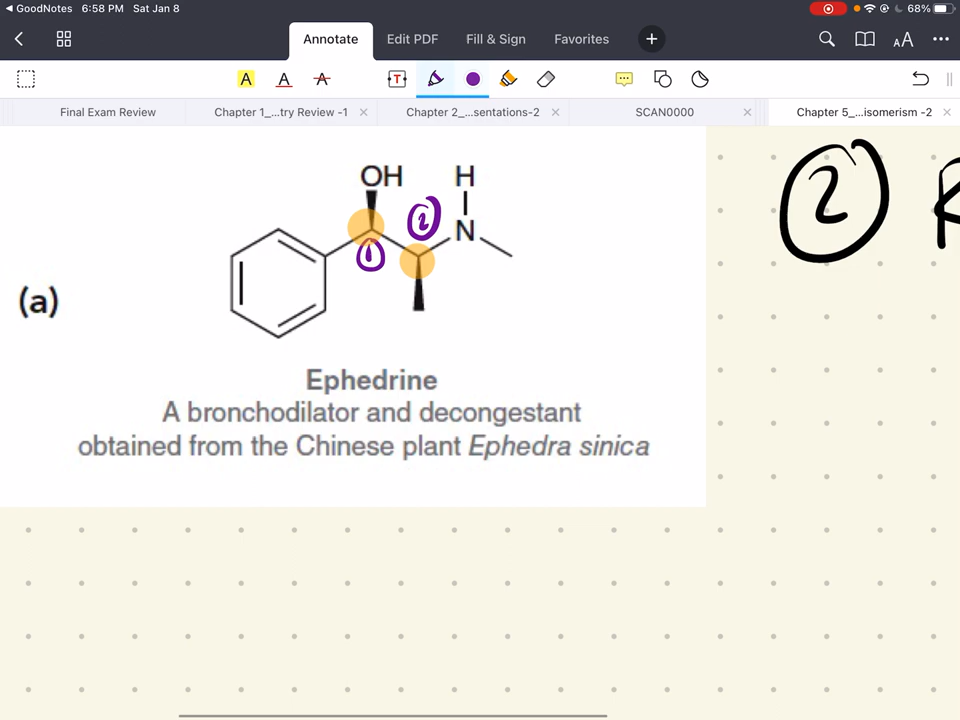 GoodNotes 6:58 PM Sat Jan 8 68%
Annotate Edit PDF Fill & Sign Favorites
Final Exam Review Chapter 1_...try Review -1 Chapter 2_...sentations-2 SCAN0000 Chapter 5_...isomerism -2
OH H
② ② R
N
①
(a)
Ephedrine
A bronchodilator and decongestant
obtained from the Chinese plant Ephedra sinica